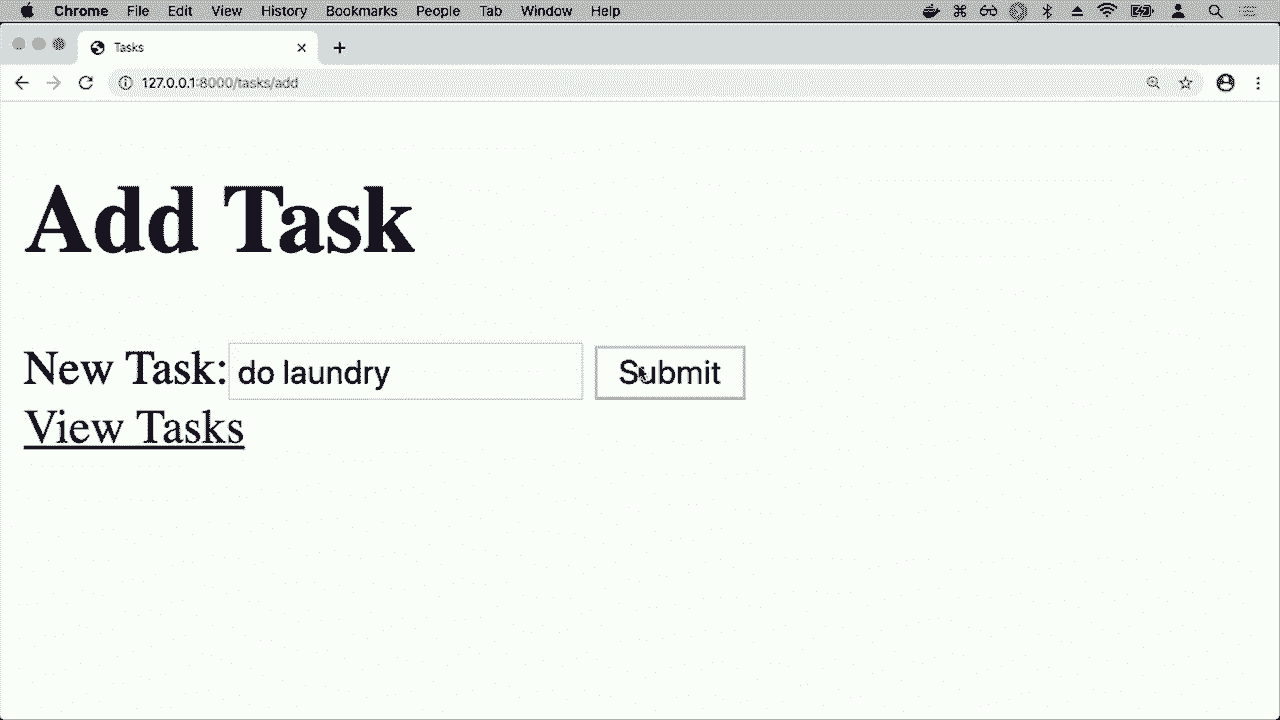 Chrome File Edit View History Bookmarks People Tab Window Help
Tasks
127.0.0.1:8000/tasks/add
Add Task
New Task: do laundry Submit
View Tasks